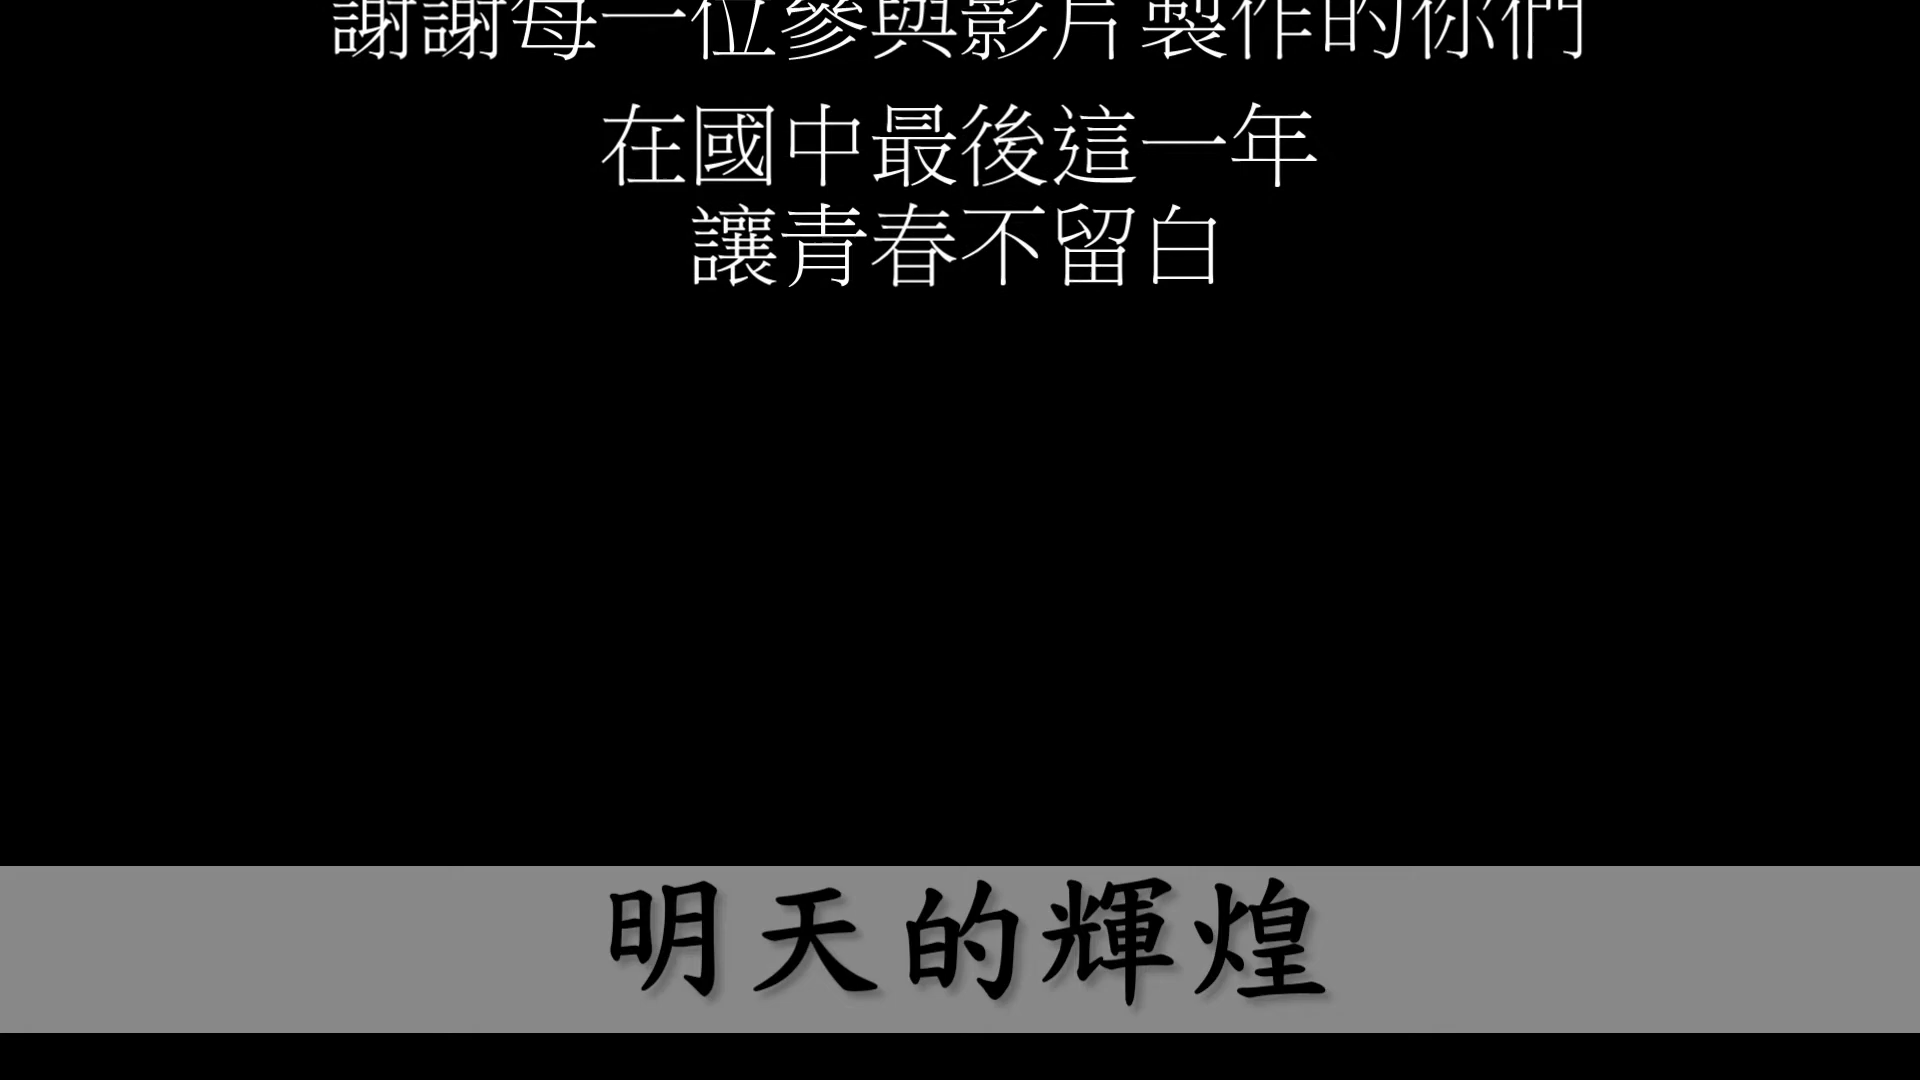 謝謝每一位參與影片製作的你們
在國中最後這一年
讓青春不留白
明天的輝煌